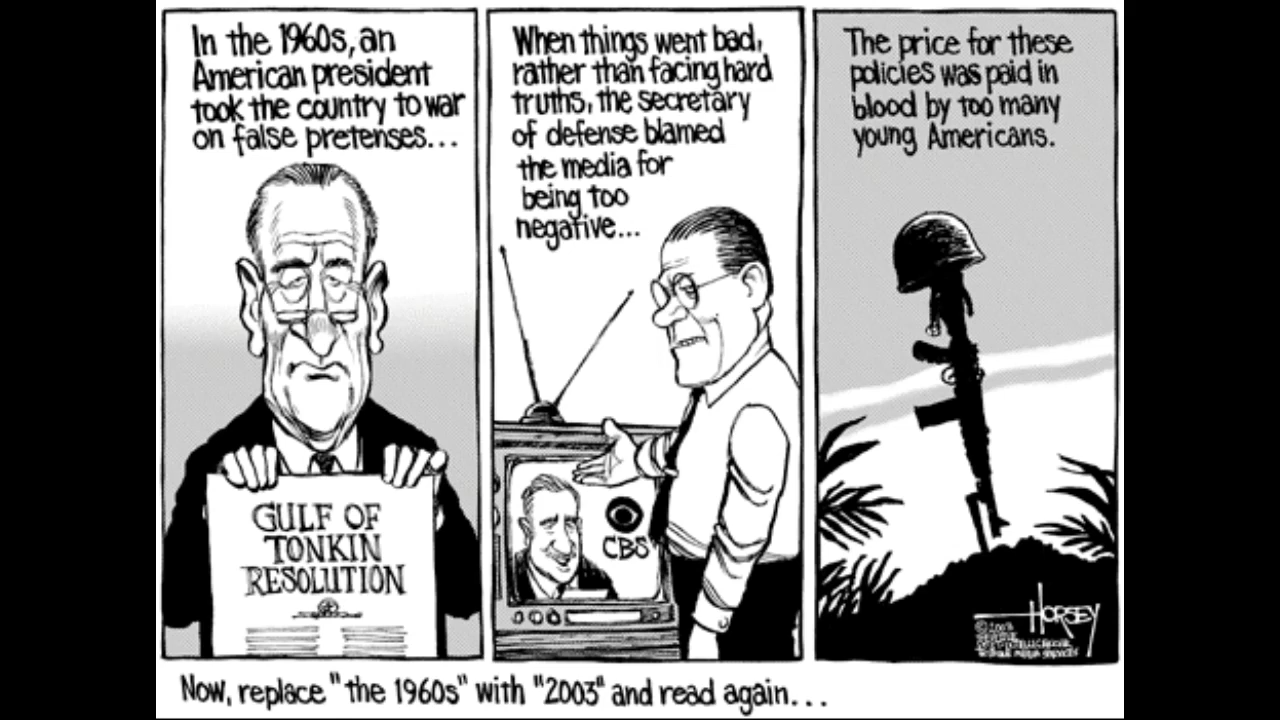 In the 1960s, an
American president
took the country to war
on false pretenses...
GULF OF
TONKIN
RESOLUTION
When things went bad,
rather than facing hard
truths, the secretary
of defense blamed
the media for
being too
negative...
CBS
The price for these
policies was paid in
blood by too many
young Americans.
HORSEY
Now, replace "the 1960s" with "2003" and read again...